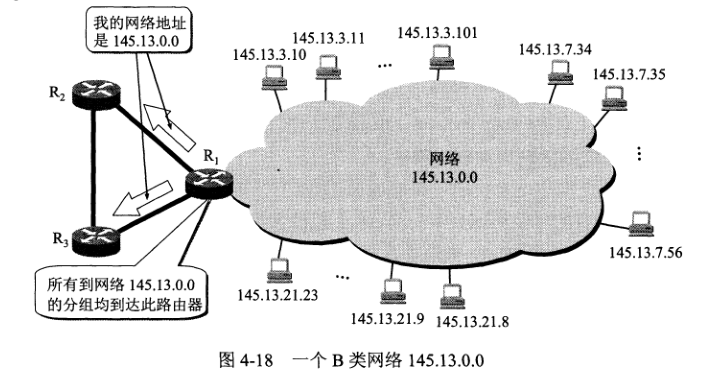 我的网络地址
是 145.13.0.0
145.13.3.10
145.13.3.11
...
145.13.3.101
145.13.7.34
145.13.7.35
R₂
R₁
网络
145.13.0.0
⋮
R₃
145.13.7.56
所有到网络 145.13.0.0
的分组均到达此路由器
145.13.21.23
...
145.13.21.9
145.13.21.8
图 4-18 一个 B 类网络 145.13.0.0